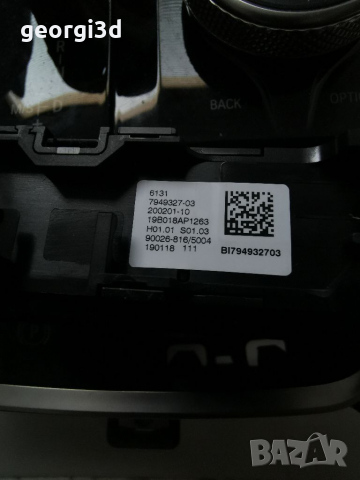 georgi3d
R
N
M/S D
+
BACK
OPTI
6131
7949327-03
200201-10
19B018AP1263
H01.01 S01.03
90026-816/5004
190118 111
BI794932703
P
BAZAR